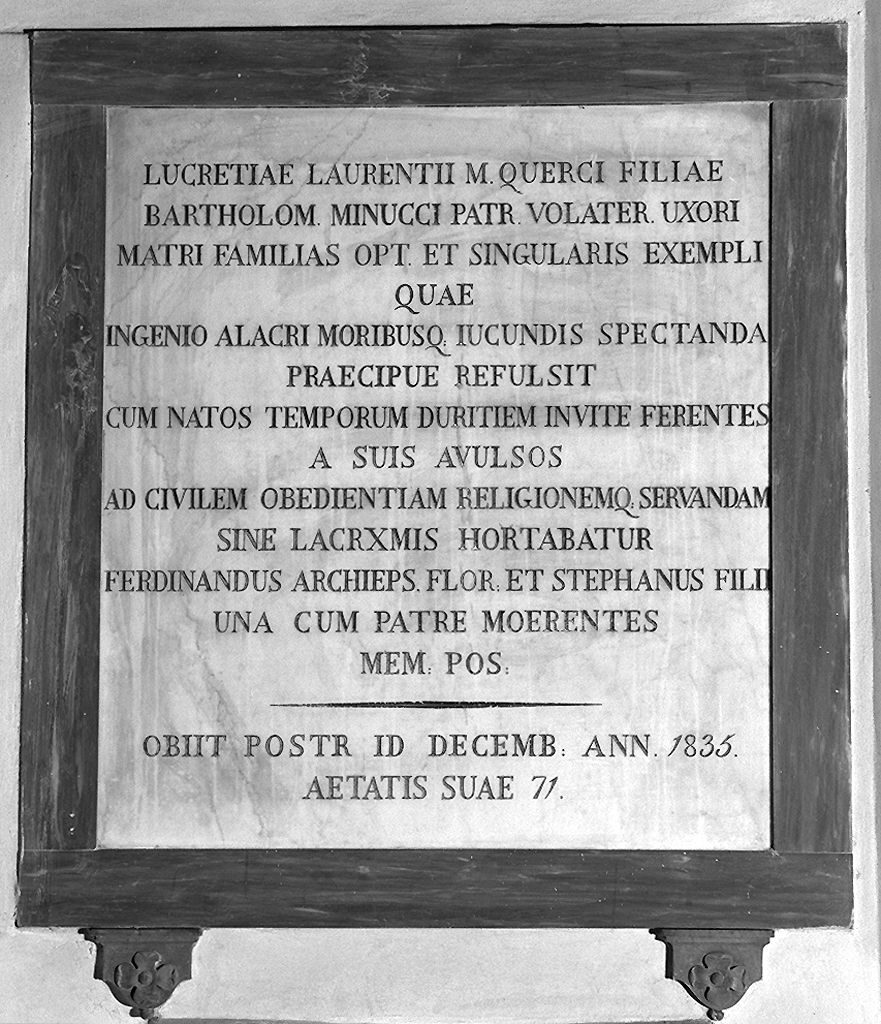 LUCRETIAE LAURENTII M. QUERCI FILIAE
BARTHOLOM. MINUCCI PATR. VOLATER. UXORI
MATRI FAMILIAS OPT. ET SINGULARIS EXEMPLI
QUAE
INGENIO ALACRI MORIBUSQ: IUCUNDIS SPECTANDA
PRAECIPUE REFULSIT
CUM NATOS TEMPORUM DURITIEM INVITE FERENTES
A SUIS AVULSOS
AD CIVILEM OBEDIENTIAM RELIGIONEMQ: SERVANDAM
SINE LACRXMIS HORTABATUR
FERDINANDUS ARCHIEPS. FLOR: ET STEPHANUS FILII
UNA CUM PATRE MOERENTES
MEM: POS:
OBIIT POSTR ID DECEMB: ANN. 1835.
AETATIS SUAE 71.